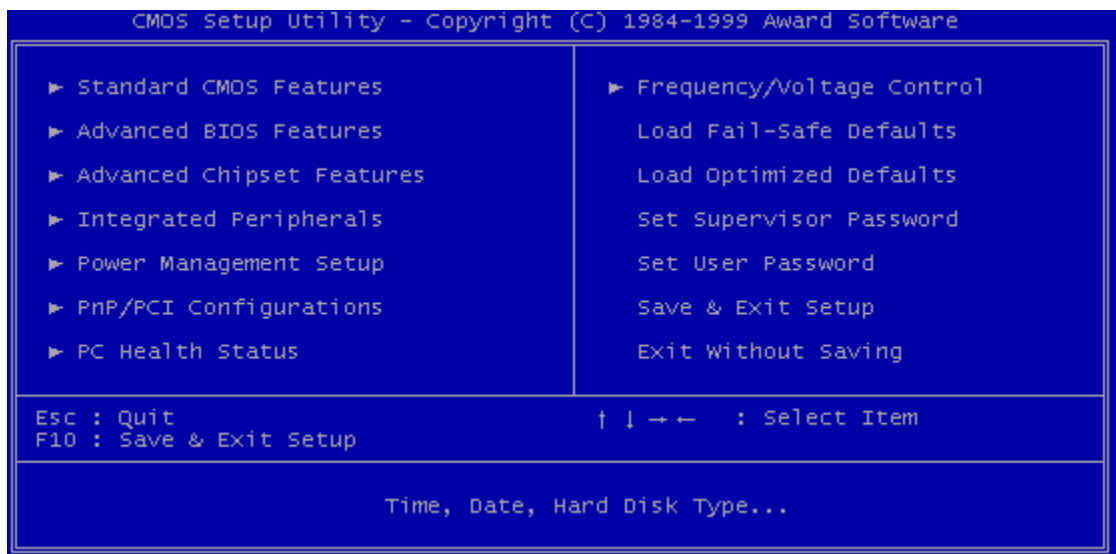 CMOS Setup Utility - Copyright (C) 1984-1999 Award Software
► Standard CMOS Features
► Advanced BIOS Features
► Advanced Chipset Features
► Integrated Peripherals
► Power Management Setup
► PnP/PCI Configurations
► PC Health Status
► Frequency/Voltage Control
Load Fail-Safe Defaults
Load Optimized Defaults
Set Supervisor Password
Set User Password
Save & Exit Setup
Exit Without Saving
Esc : Quit
F10 : Save & Exit Setup
↑ ↓ → ← : Select Item
Time, Date, Hard Disk Type...